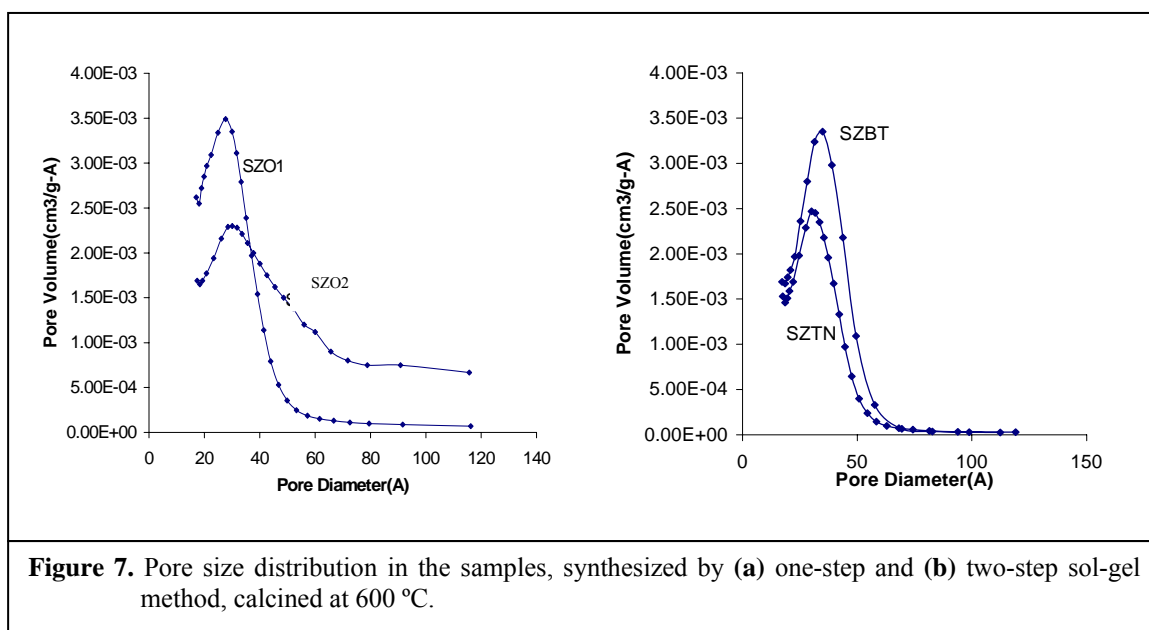 4.00E-03
3.50E-03
3.00E-03
2.50E-03
2.00E-03
1.50E-03
1.00E-03
5.00E-04
0.00E+00
Pore Volume(cm3/g-A)
SZO1
SZO2
0 20 40 60 80 100 120 140
Pore Diameter(A)
4.00E-03
3.50E-03
3.00E-03
2.50E-03
2.00E-03
1.50E-03
1.00E-03
5.00E-04
0.00E+00
Pore Volume(cm3/g-A)
SZBT
SZTN
0 50 100 150
Pore Diameter(A)
Figure 7. Pore size distribution in the samples, synthesized by (a) one-step and (b) two-step sol-gel
method, calcined at 600 ºC.